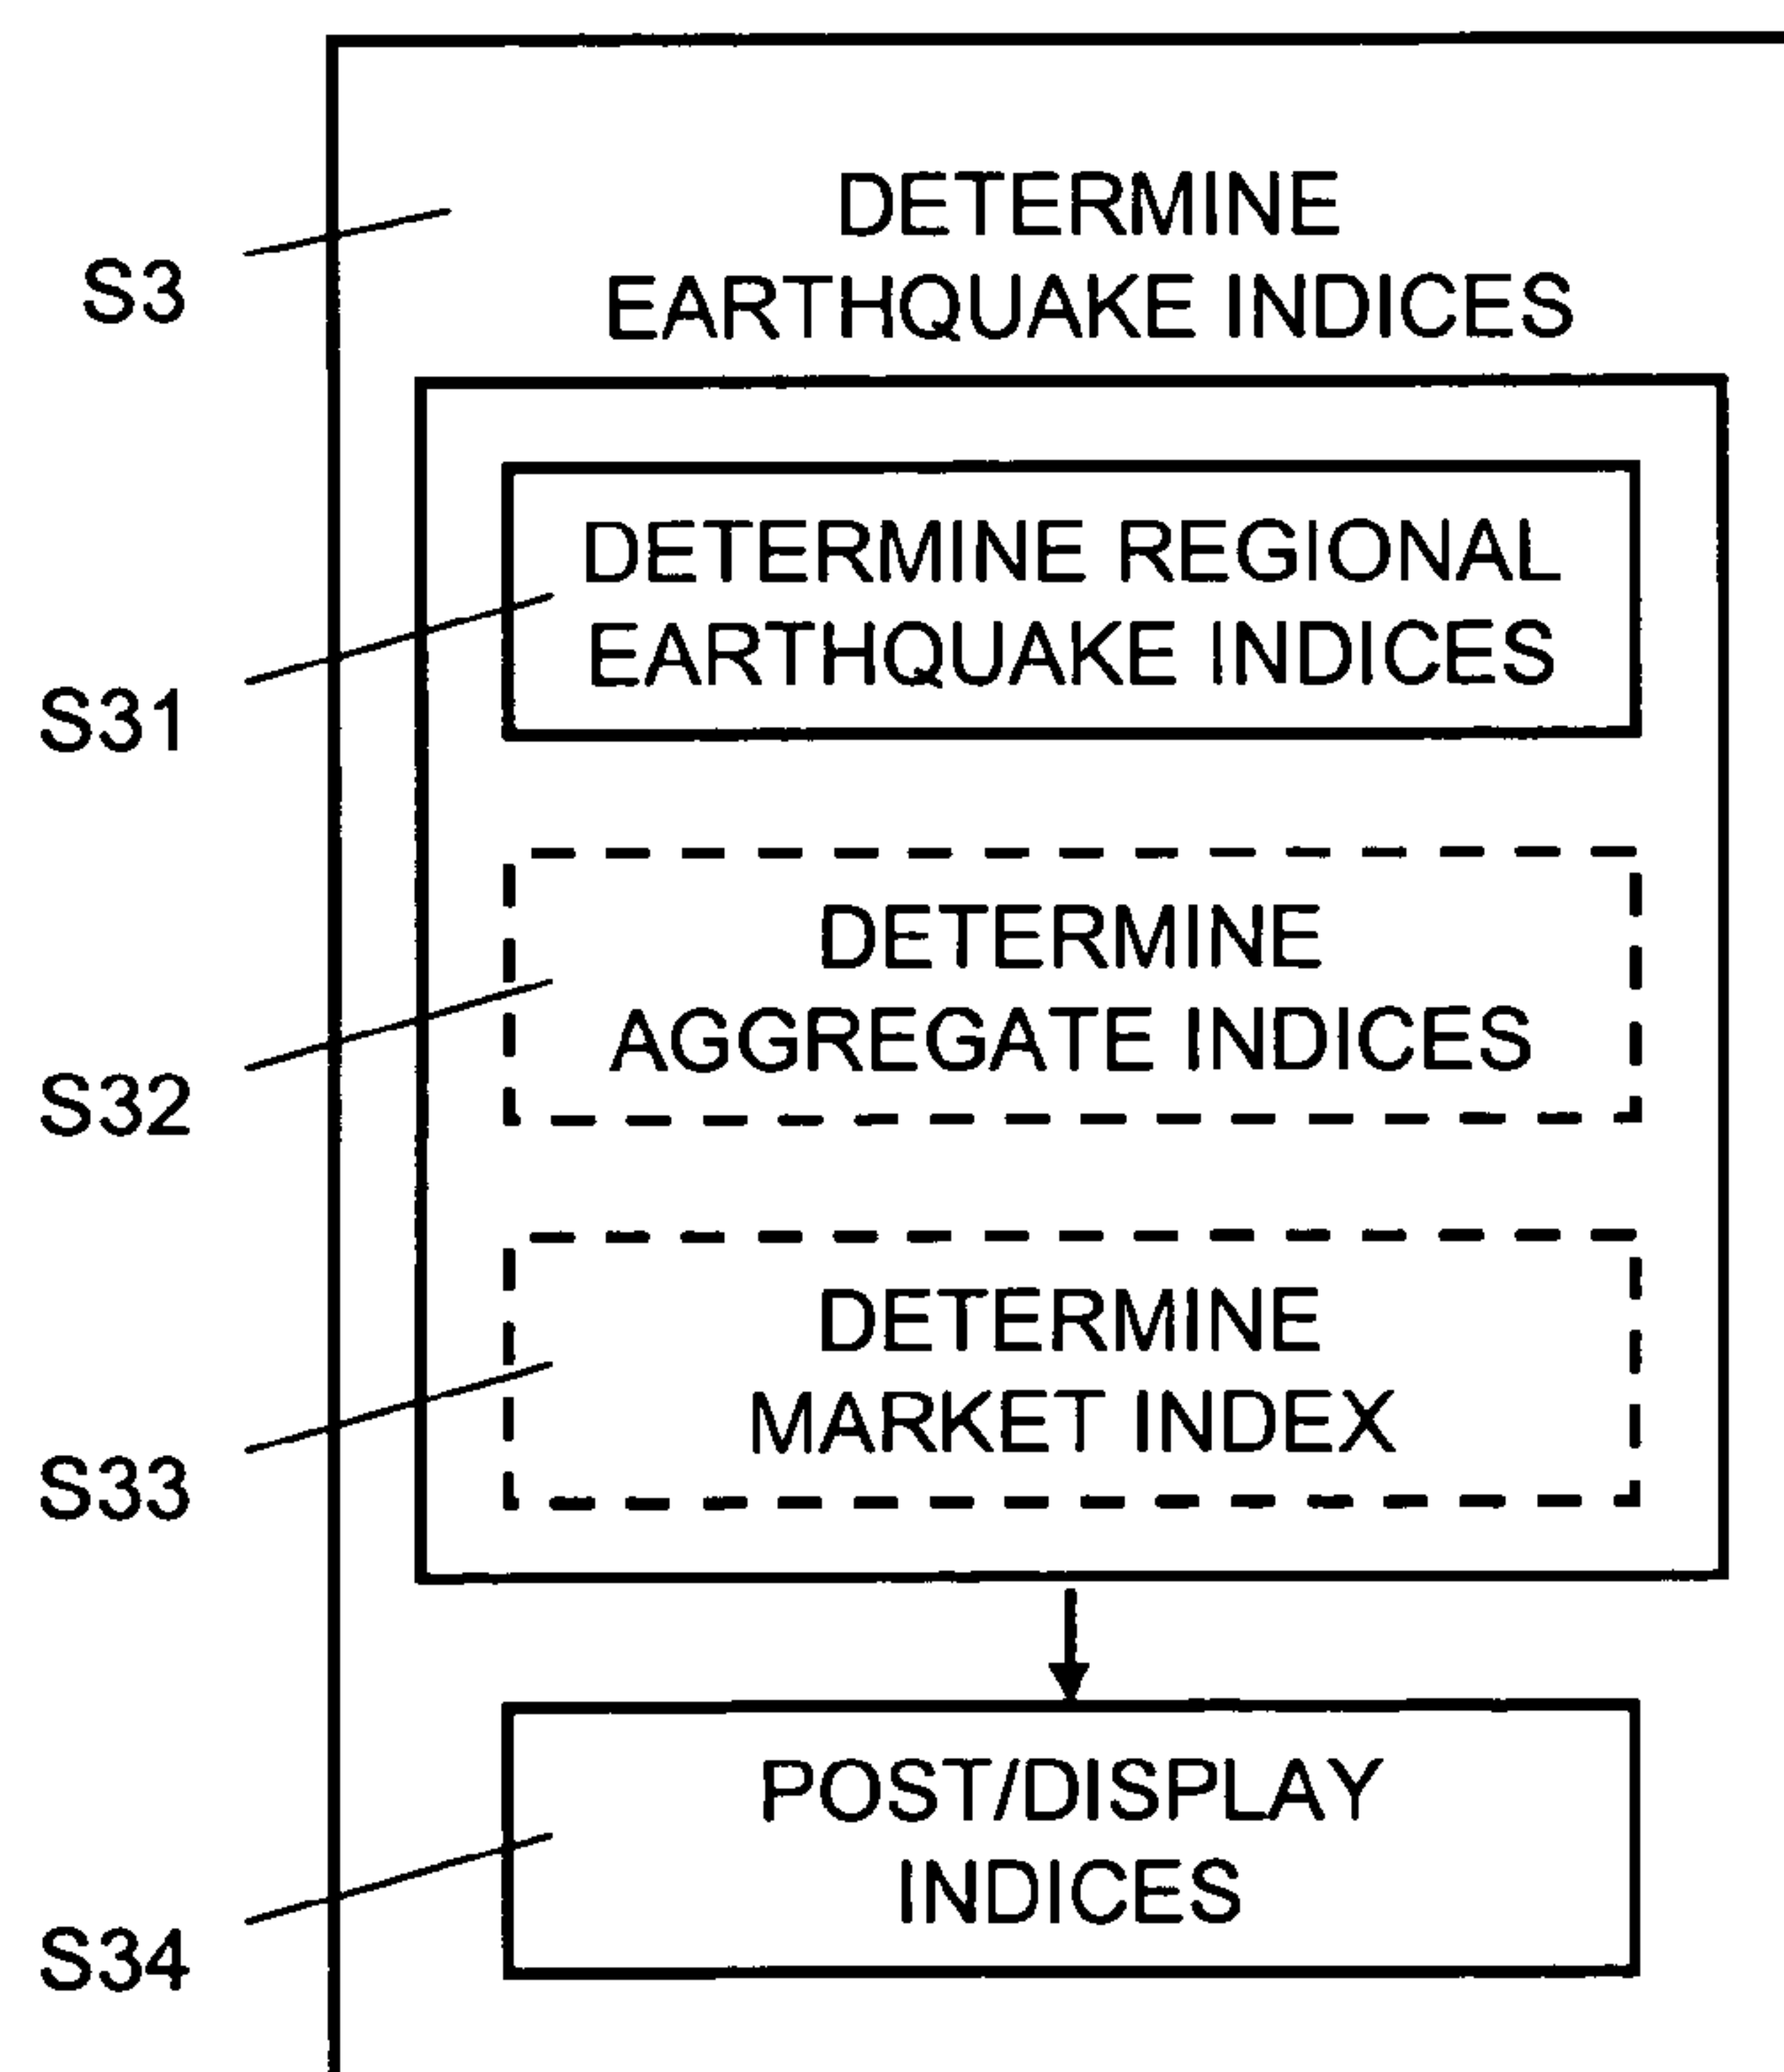 DETERMINE
EARTHQUAKE INDICES
S3
DETERMINE REGIONAL
EARTHQUAKE INDICES
S31
DETERMINE
AGGREGATE INDICES
S32
DETERMINE
MARKET INDEX
S33
POST/DISPLAY
INDICES
S34